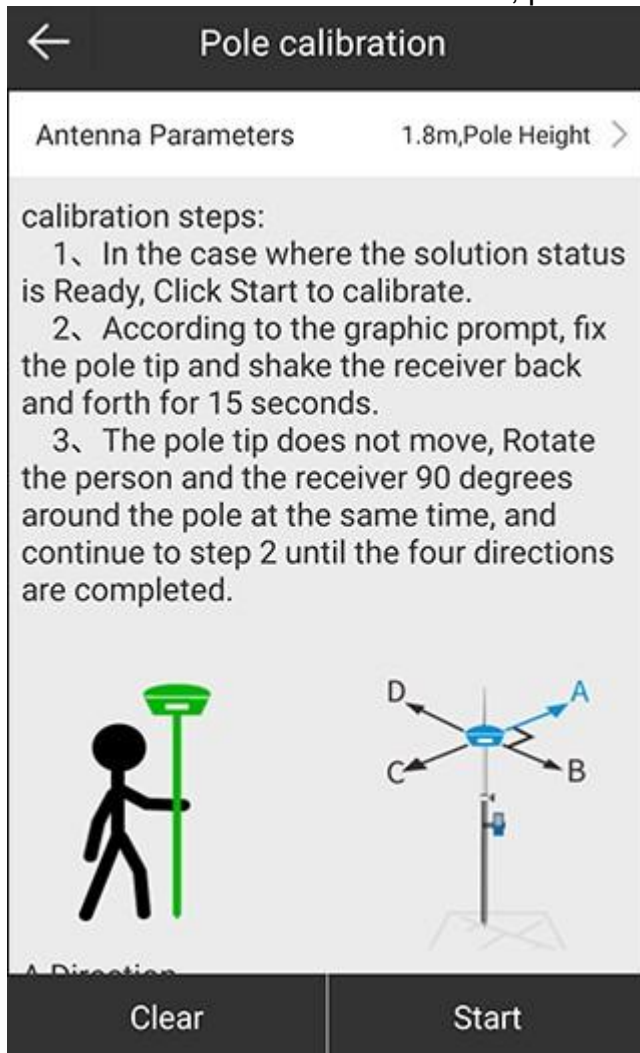 Pole calibration
Antenna Parameters 1.8m,Pole Height
calibration steps:
1、In the case where the solution status
is Ready, Click Start to calibrate.
2、According to the graphic prompt, fix
the pole tip and shake the receiver back
and forth for 15 seconds.
3、The pole tip does not move, Rotate
the person and the receiver 90 degrees
around the pole at the same time, and
continue to step 2 until the four directions
are completed.
D A
C B
A Direction
Clear Start